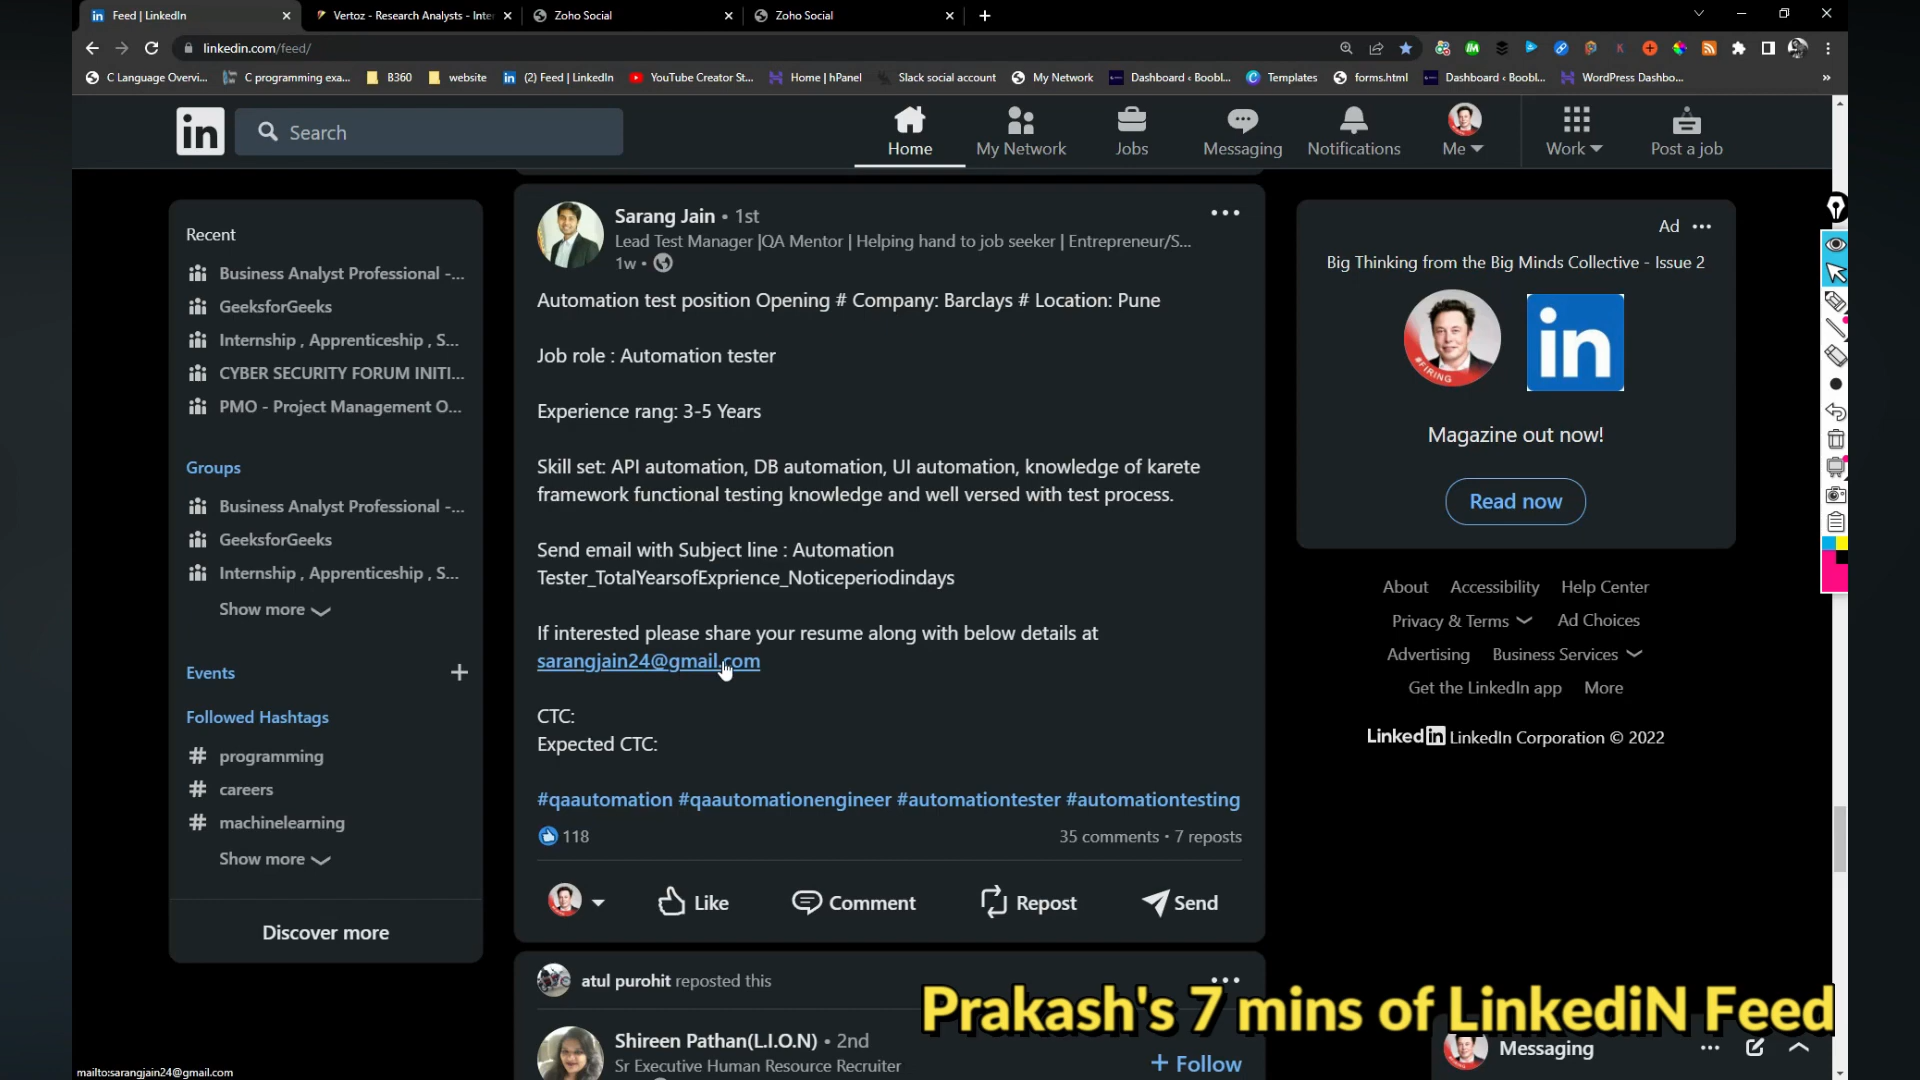 Feed | LinkedIn
Vertoz - Research Analysts - Inte
Zoho Social
Zoho Social
linkedin.com/feed/
C Language Overvi...
C programing exa...
B360
website
(2) Feed | LinkedIn
YouTube Creator St...
Home | hPanel
Slack social account
My Network
Dashboard ‹ Boobl...
Templates
forms.html
Dashboard ‹ Boobl...
WordPress Dashbo...
»
in
Search
Home
My Network
Jobs
Messaging
Notifications
Me
Work
Post a job
Recent
Business Analyst Professional -...
GeeksforGeeks
Internship , Apprenticeship , S...
CYBER SECURITY FORUM INITI...
PMO - Project Management O...
Groups
Business Analyst Professional -...
GeeksforGeeks
Internship , Apprenticeship , S...
Show more
Events
Followed Hashtags
# programming
# careers
# machinelearning
Show more
Discover more
Sarang Jain • 1st
Lead Test Manager |QA Mentor | Helping hand to job seeker | Entrepreneur/S...
1w •
Automation test position Opening # Company: Barclays # Location: Pune
Job role : Automation tester
Experience rang: 3-5 Years
Skill set: API automation, DB automation, UI automation, knowledge of karete
framework functional testing knowledge and well versed with test process.
Send email with Subject line : Automation
Tester_TotalYearsofExprience_Noticeperiodindays
If interested please share your resume along with below details at
sarangjain24@gmail.com
CTC:
Expected CTC:
#qaautomation #qaautomationengineer #automationtester #automationtesting
118
35 comments • 7 reposts
Like
Comment
Repost
Send
atul purohit reposted this
Shireen Pathan(L.I.O.N) • 2nd
Sr Executive Human Resource Recruiter
+ Follow
Ad
Big Thinking from the Big Minds Collective - Issue 2
#FIRING
in
Magazine out now!
Read now
About
Accessibility
Help Center
Privacy & Terms
Ad Choices
Advertising
Business Services
Get the LinkedIn app
More
LinkedIn LinkedIn Corporation © 2022
Prakash's 7 mins of LinkediN Feed
Messaging
mailto:sarangjain24@gmail.com